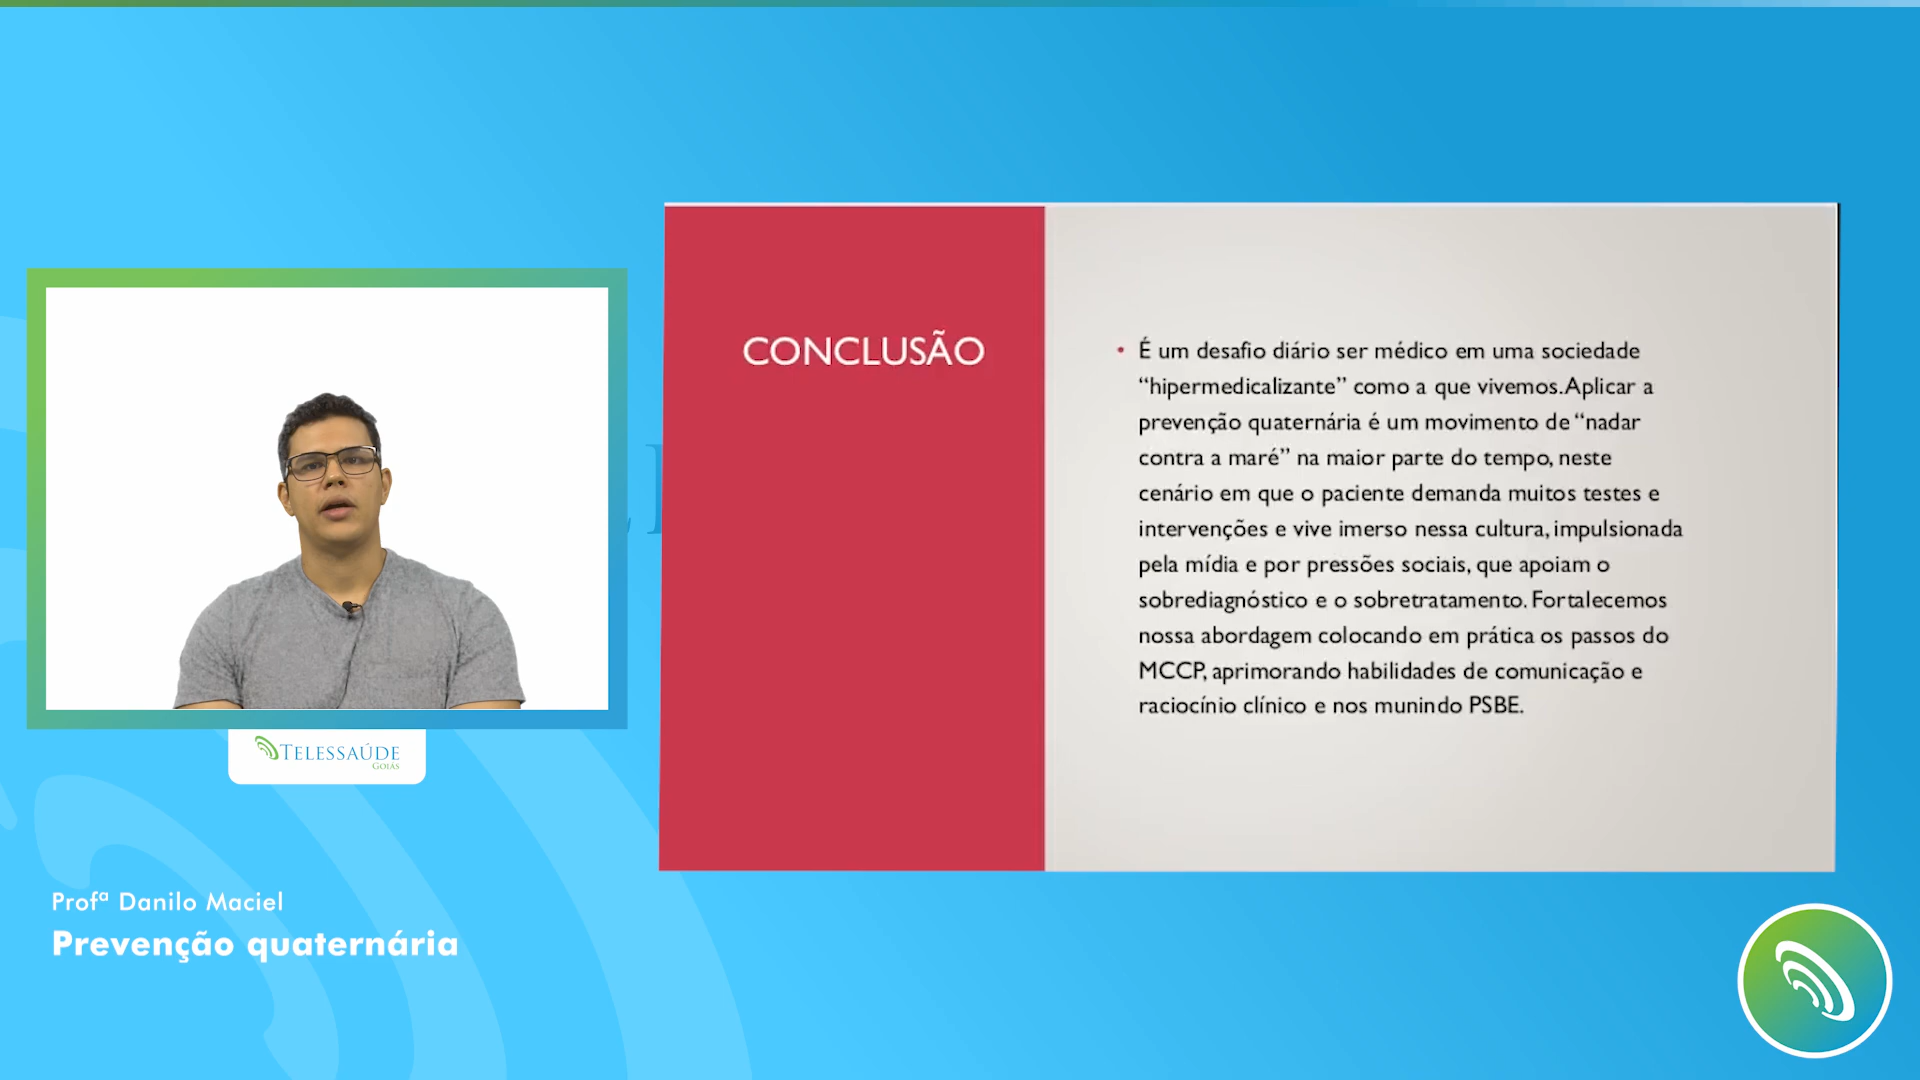 CONCLUSÃO
• É um desafio diário ser médico em uma sociedade
“hipermedicalizante” como a que vivemos. Aplicar a
prevenção quaternária é um movimento de “nadar
contra a maré” na maior parte do tempo, neste
cenário em que o paciente demanda muitos testes e
intervenções e vive imerso nessa cultura, impulsionada
pela mídia e por pressões sociais, que apoiam o
sobrediagnóstico e o sobretratamento. Fortalecemos
nossa abordagem colocando em prática os passos do
MCCP, aprimorando habilidades de comunicação e
raciocínio clínico e nos munindo PSBE.
TELESSAÚDE
GOIÁS
Profª Danilo Maciel
Prevenção quaternária